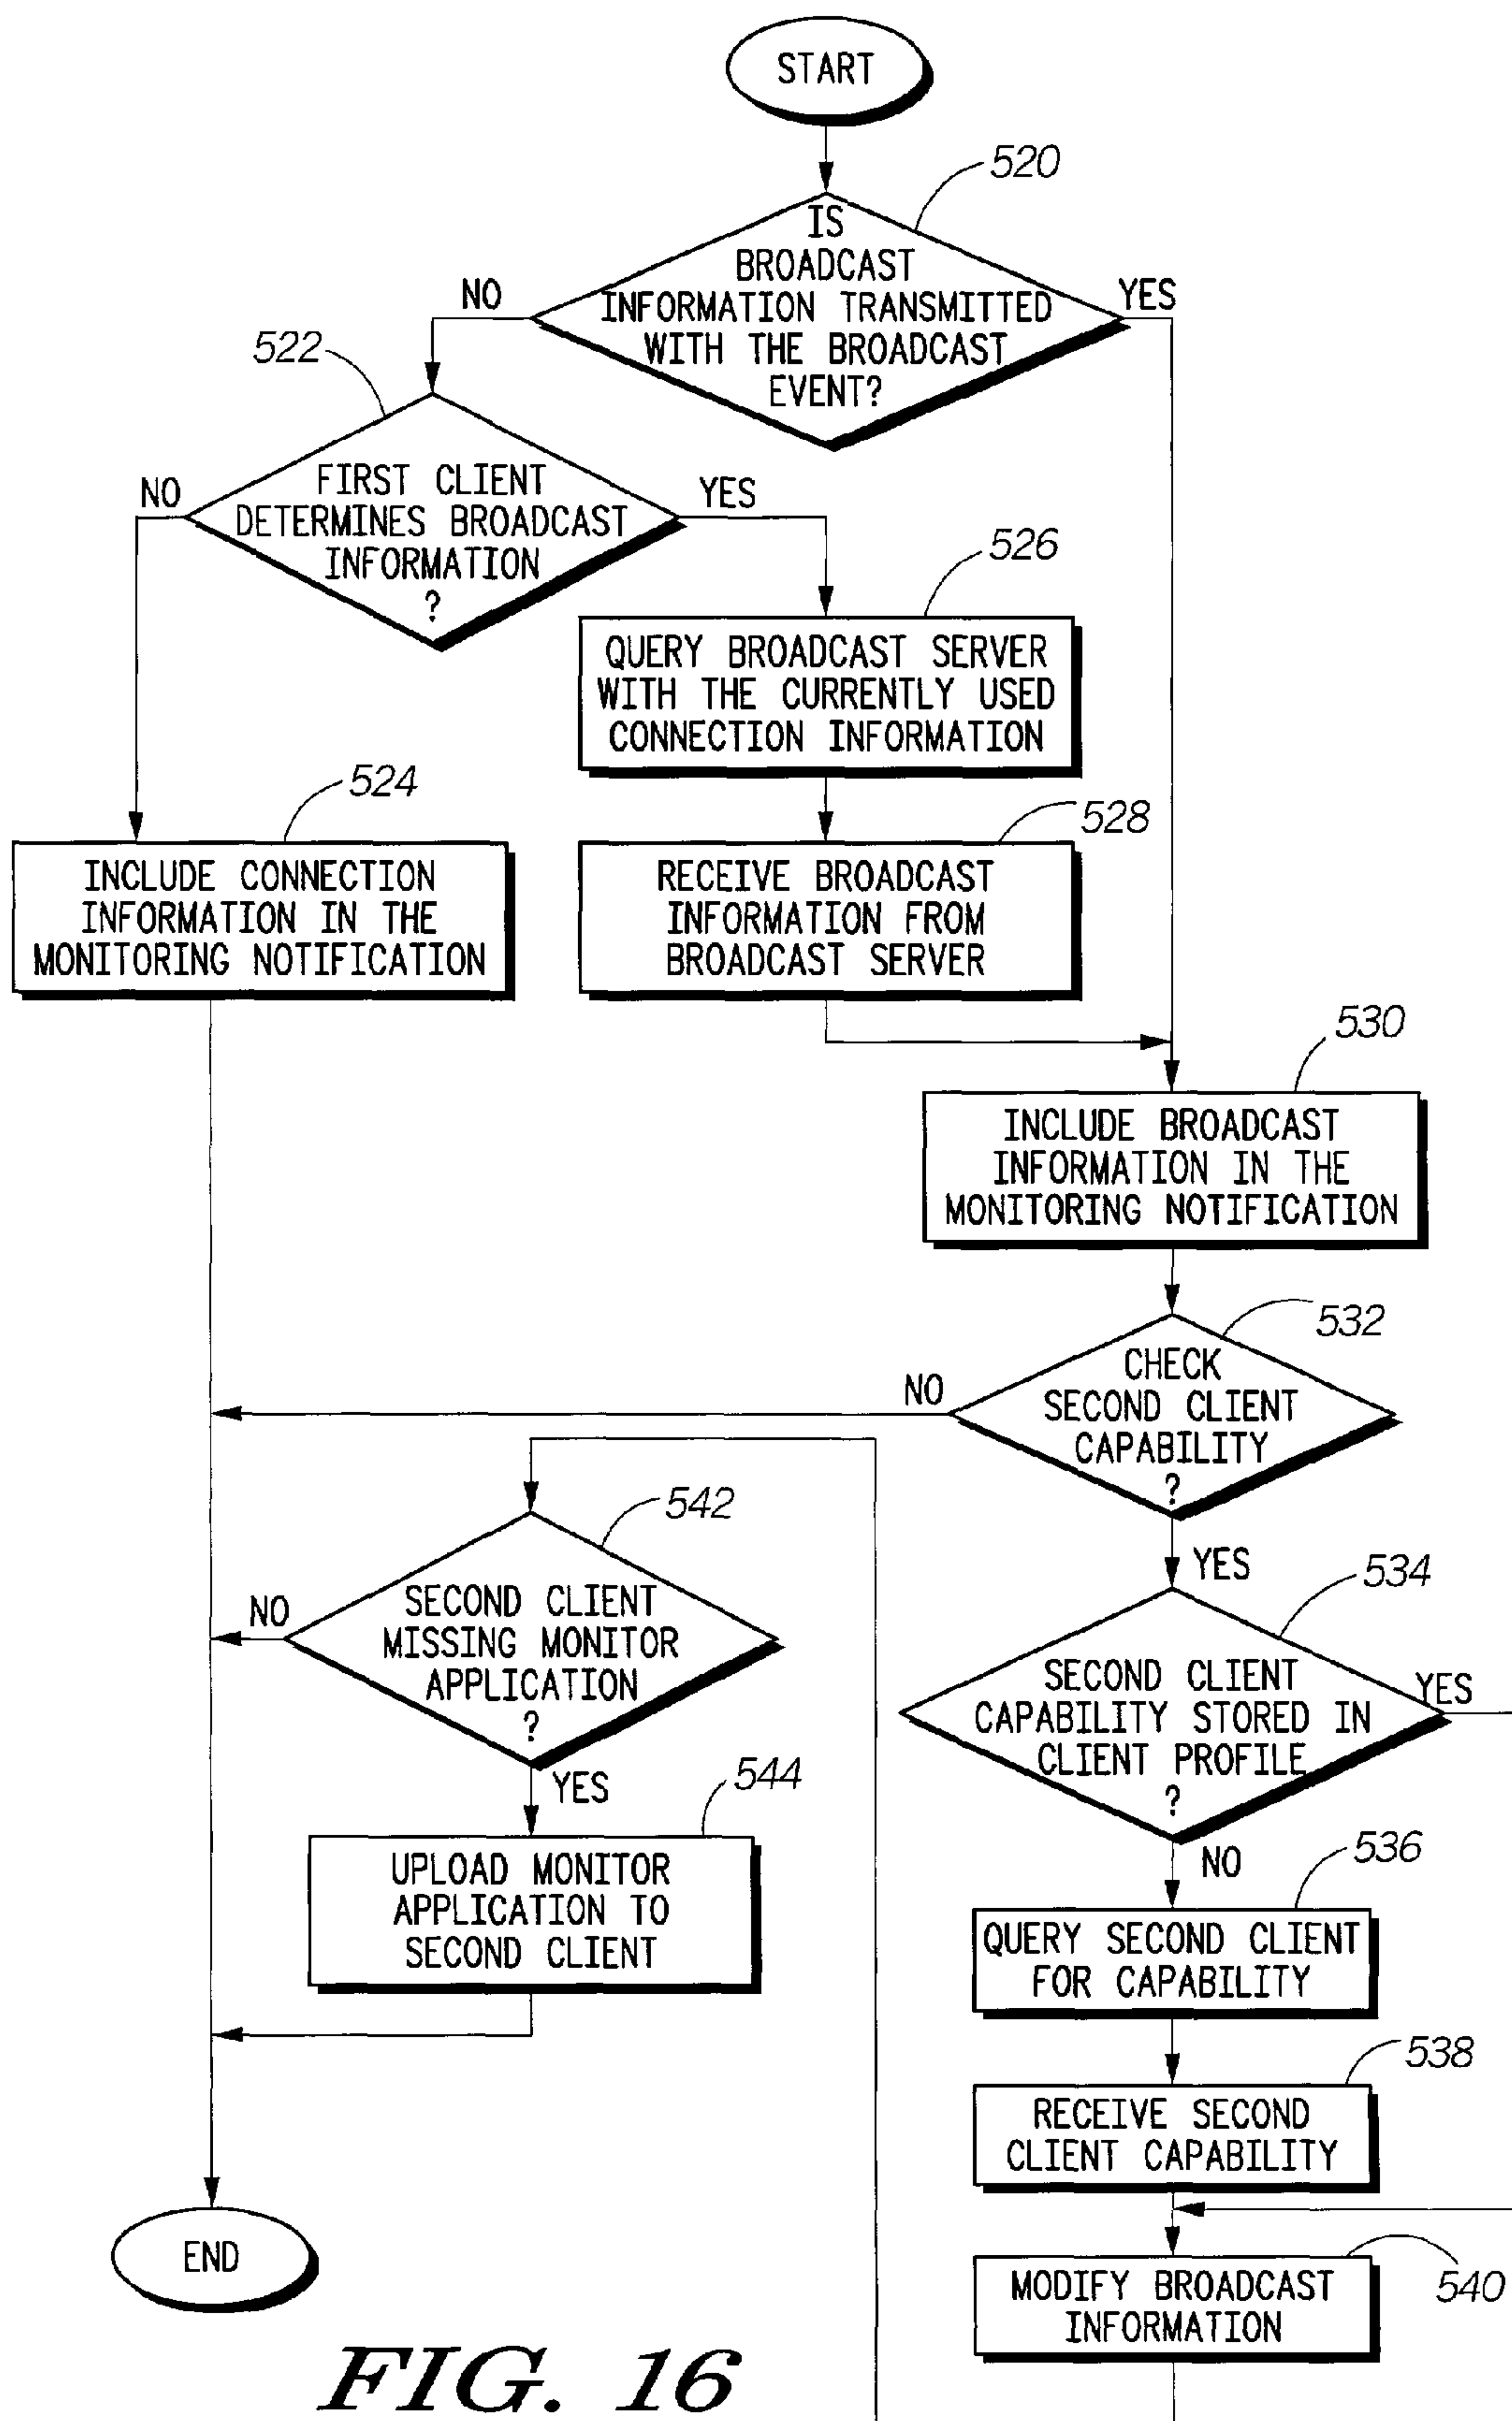 START
520
IS
BROADCAST
INFORMATION TRANSMITTED
WITH THE BROADCAST
EVENT?
NO
YES
522
FIRST CLIENT
DETERMINES BROADCAST
INFORMATION
?
NO
YES
526
QUERY BROADCAST SERVER
WITH THE CURRENTLY USED
CONNECTION INFORMATION
524
INCLUDE CONNECTION
INFORMATION IN THE
MONITORING NOTIFICATION
528
RECEIVE BROADCAST
INFORMATION FROM
BROADCAST SERVER
530
INCLUDE BROADCAST
INFORMATION IN THE
MONITORING NOTIFICATION
532
CHECK
SECOND CLIENT
CAPABILITY
?
NO
YES
542
SECOND CLIENT
MISSING MONITOR
APPLICATION
?
NO
YES
534
SECOND CLIENT
CAPABILITY STORED IN
CLIENT PROFILE
?
YES
NO
544
UPLOAD MONITOR
APPLICATION TO
SECOND CLIENT
536
QUERY SECOND CLIENT
FOR CAPABILITY
538
RECEIVE SECOND
CLIENT CAPABILITY
END
540
MODIFY BROADCAST
INFORMATION
FIG. 16